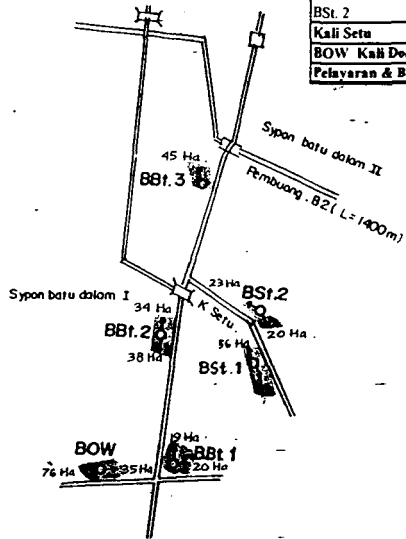 BSt. 2
Kali Setu
BOW Kali
Pelayaran & B
Sypon batu dalam II
45 Ha
BBt.3
Pembuang . B2 ( L= 1400m)
23 Ha
BSt.2
Sypon batu dalam I
K Setu.
34 Ha
20 Ha
BBt.2
56 Ha
38 Ha
BSt.1
19 Ha
BOW
BBt 1
76 Ha
35 Ha
20 Ha